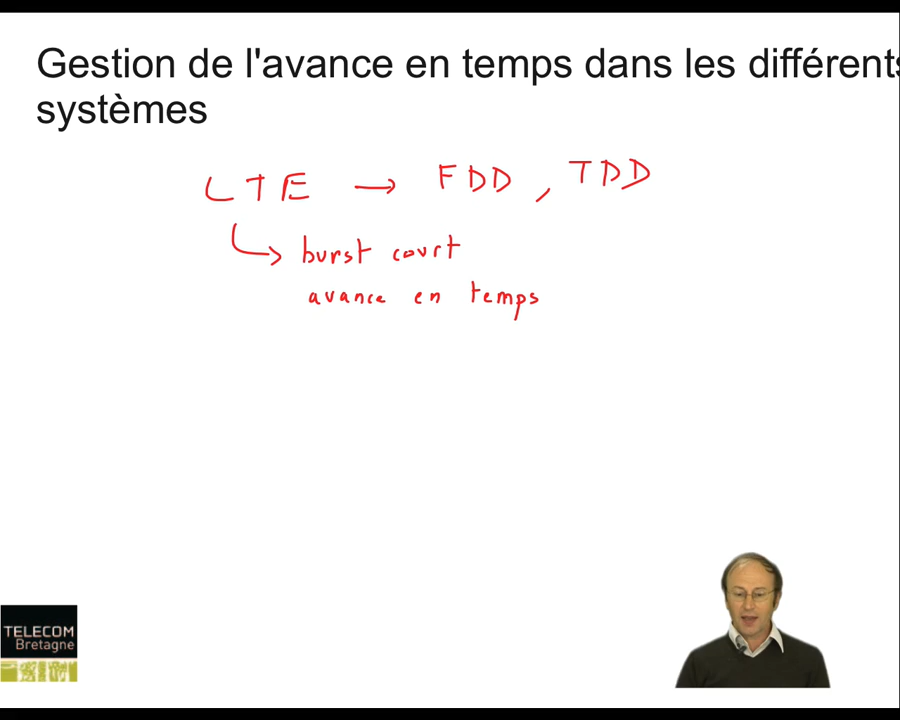 Gestion de l'avance en temps dans les différents
systèmes
LTE → FDD, TDD
↳ burst court
avance en temps
TELECOM
Bretagne